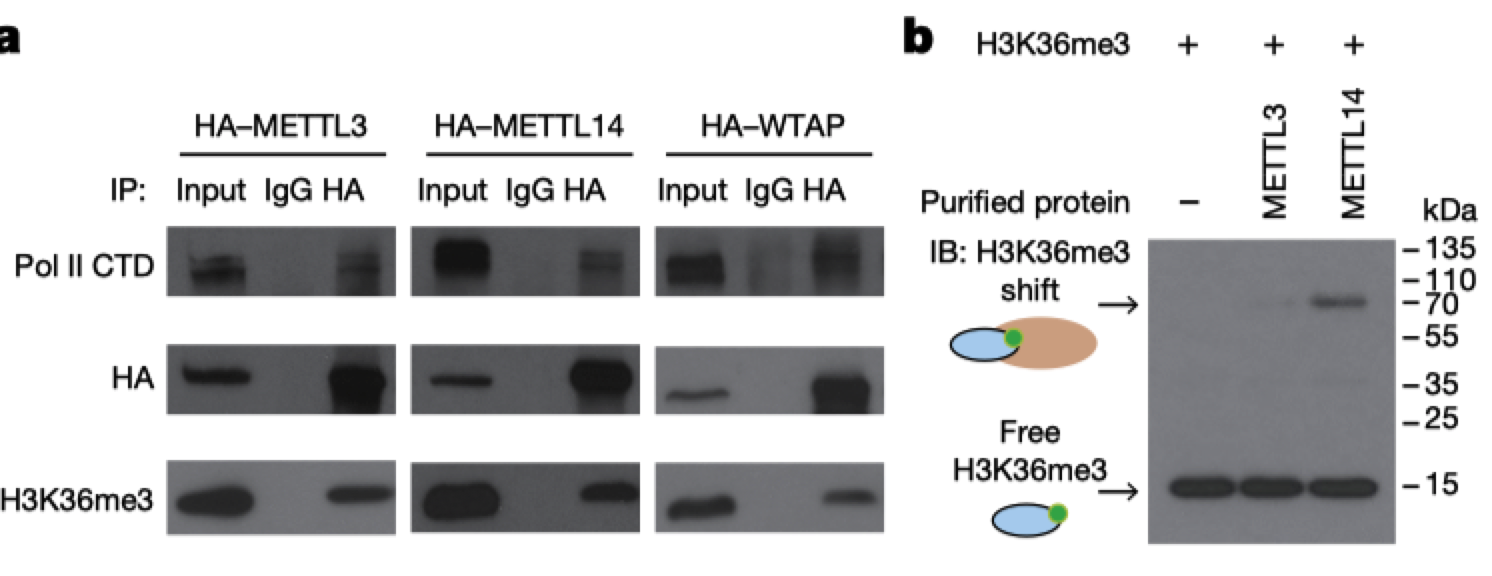 a
HA–METTL3 HA–METTL14 HA–WTAP
IP: Input IgG HA Input IgG HA Input IgG HA
Pol II CTD
HA
H3K36me3
b
H3K36me3 + + +
Purified protein – METTL3 METTL14
kDa
IB: H3K36me3
shift
Free
H3K36me3
135
110
70
55
35
25
15